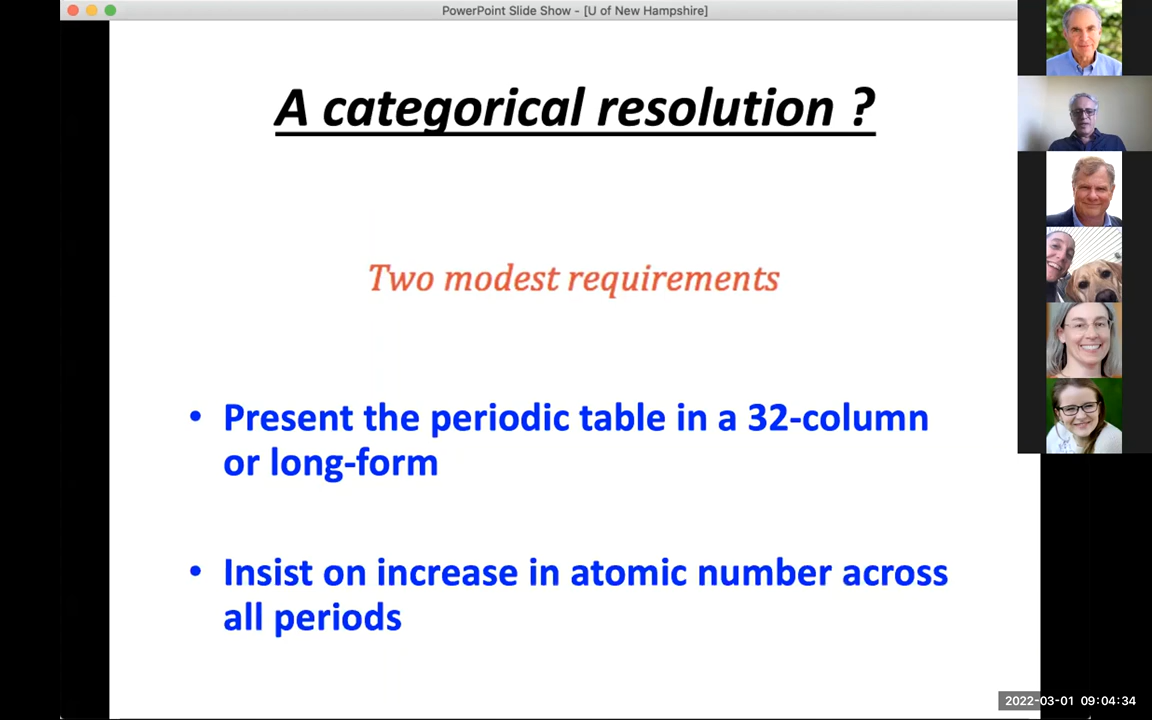 PowerPoint Slide Show - [U of New Hampshire]
A categorical resolution ?
Two modest requirements
• Present the periodic table in a 32-column
or long-form
• Insist on increase in atomic number across
all periods
2022-03-01 09:04:34